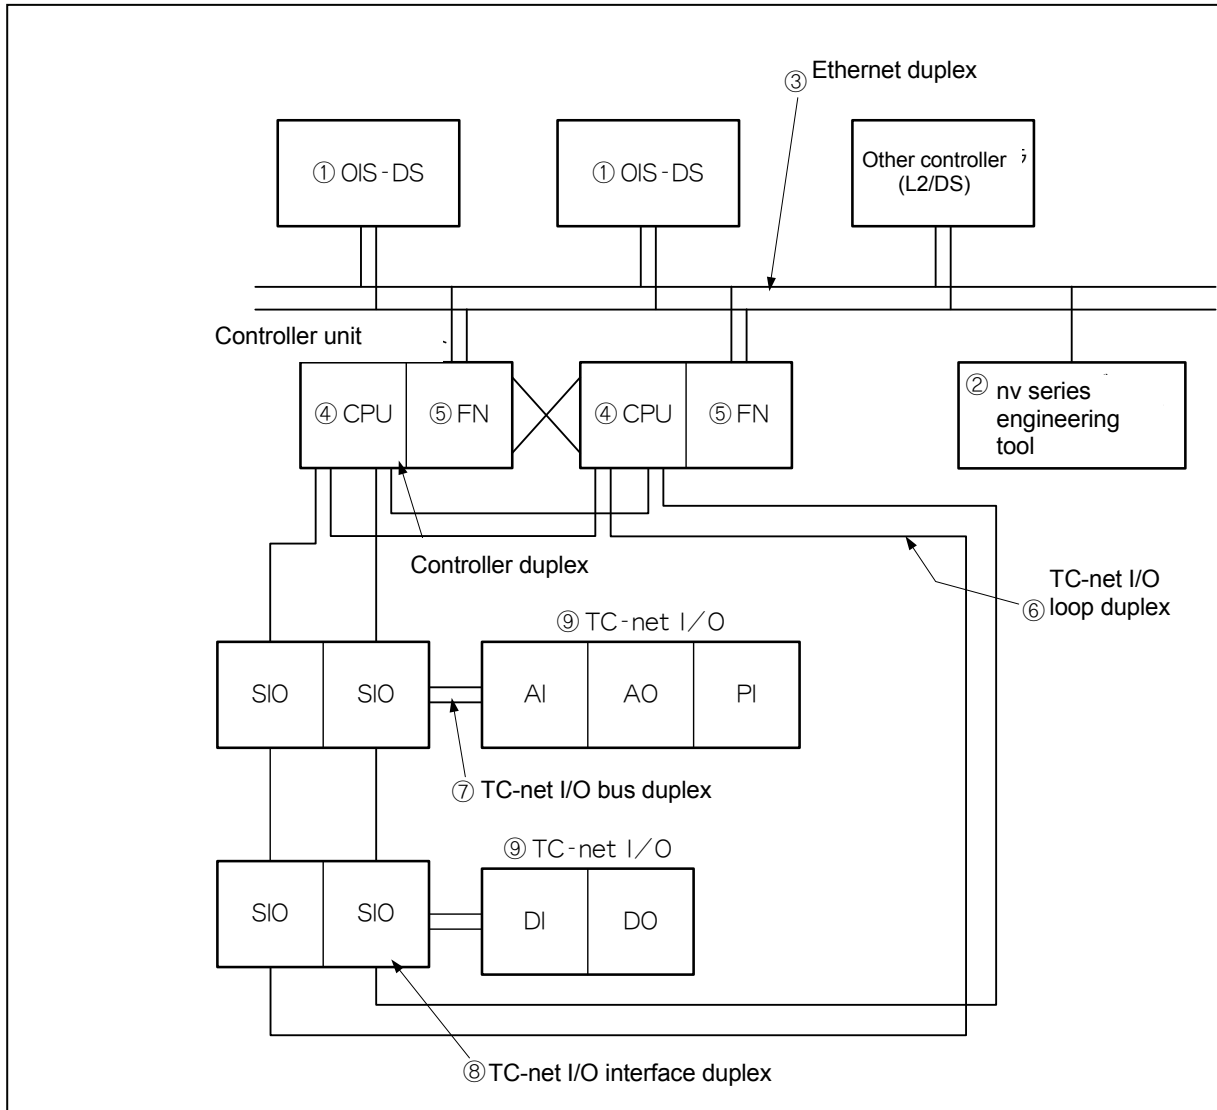 ③ Ethernet duplex
① OIS-DS
① OIS-DS
Other controller
(L2/DS)
Controller unit
④ CPU
⑤ FN
④ CPU
⑤ FN
② nv series
engineering
tool
Controller duplex
TC-net I/O
⑥ loop duplex
⑨ TC-net I/O
SIO
SIO
AI
AO
PI
⑦ TC-net I/O bus duplex
⑨ TC-net I/O
SIO
SIO
DI
DO
⑧ TC-net I/O interface duplex